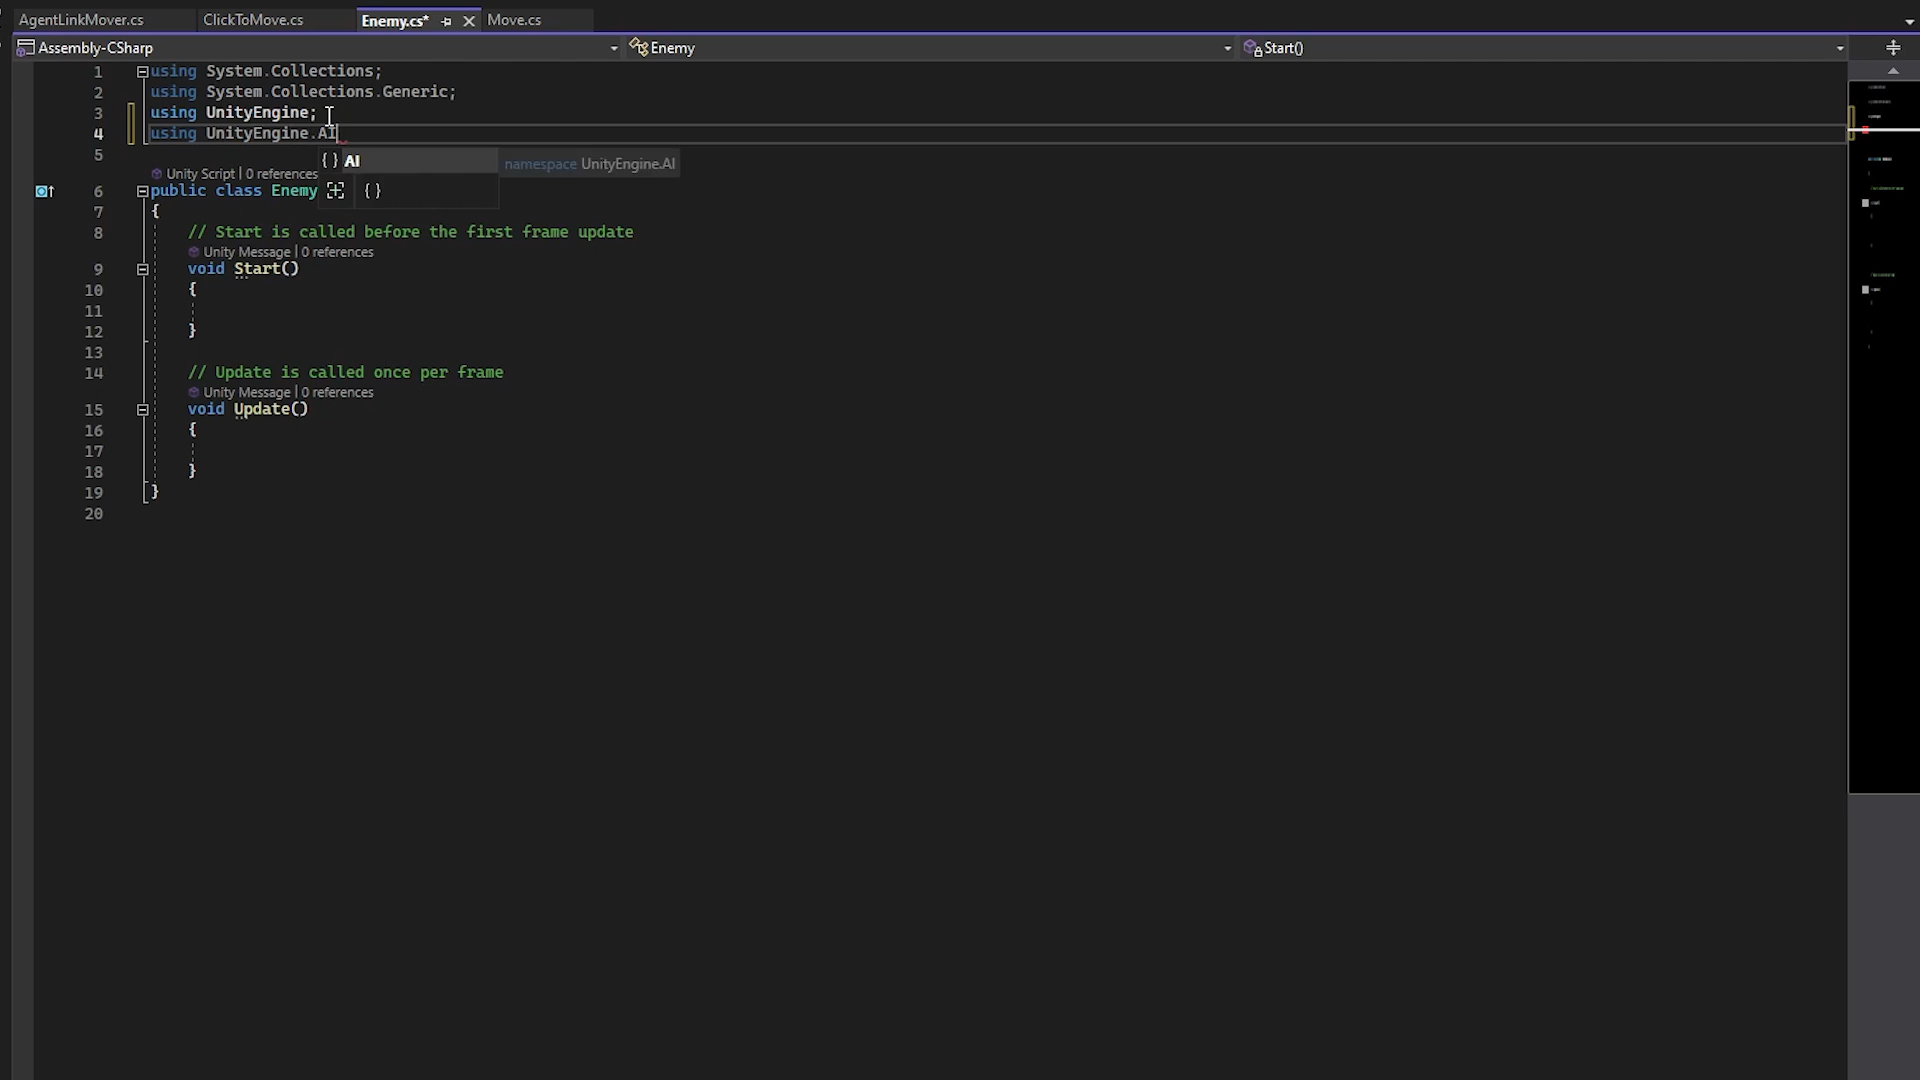 AgentLinkMover.cs ClickToMove.cs Enemy.cs* Move.cs
Assembly-CSharp Enemy Start()
1 using System.Collections;
2 using System.Collections.Generic;
3 using UnityEngine;
4 using UnityEngine.AI
5
{ } AI namespace UnityEngine.AI
Unity Script | 0 references
6 public class Enemy { }
7 {
8 // Start is called before the first frame update
Unity Message | 0 references
9 void Start()
10 {
11
12 }
13
14 // Update is called once per frame
Unity Message | 0 references
15 void Update()
16 {
17
18 }
19 }
20